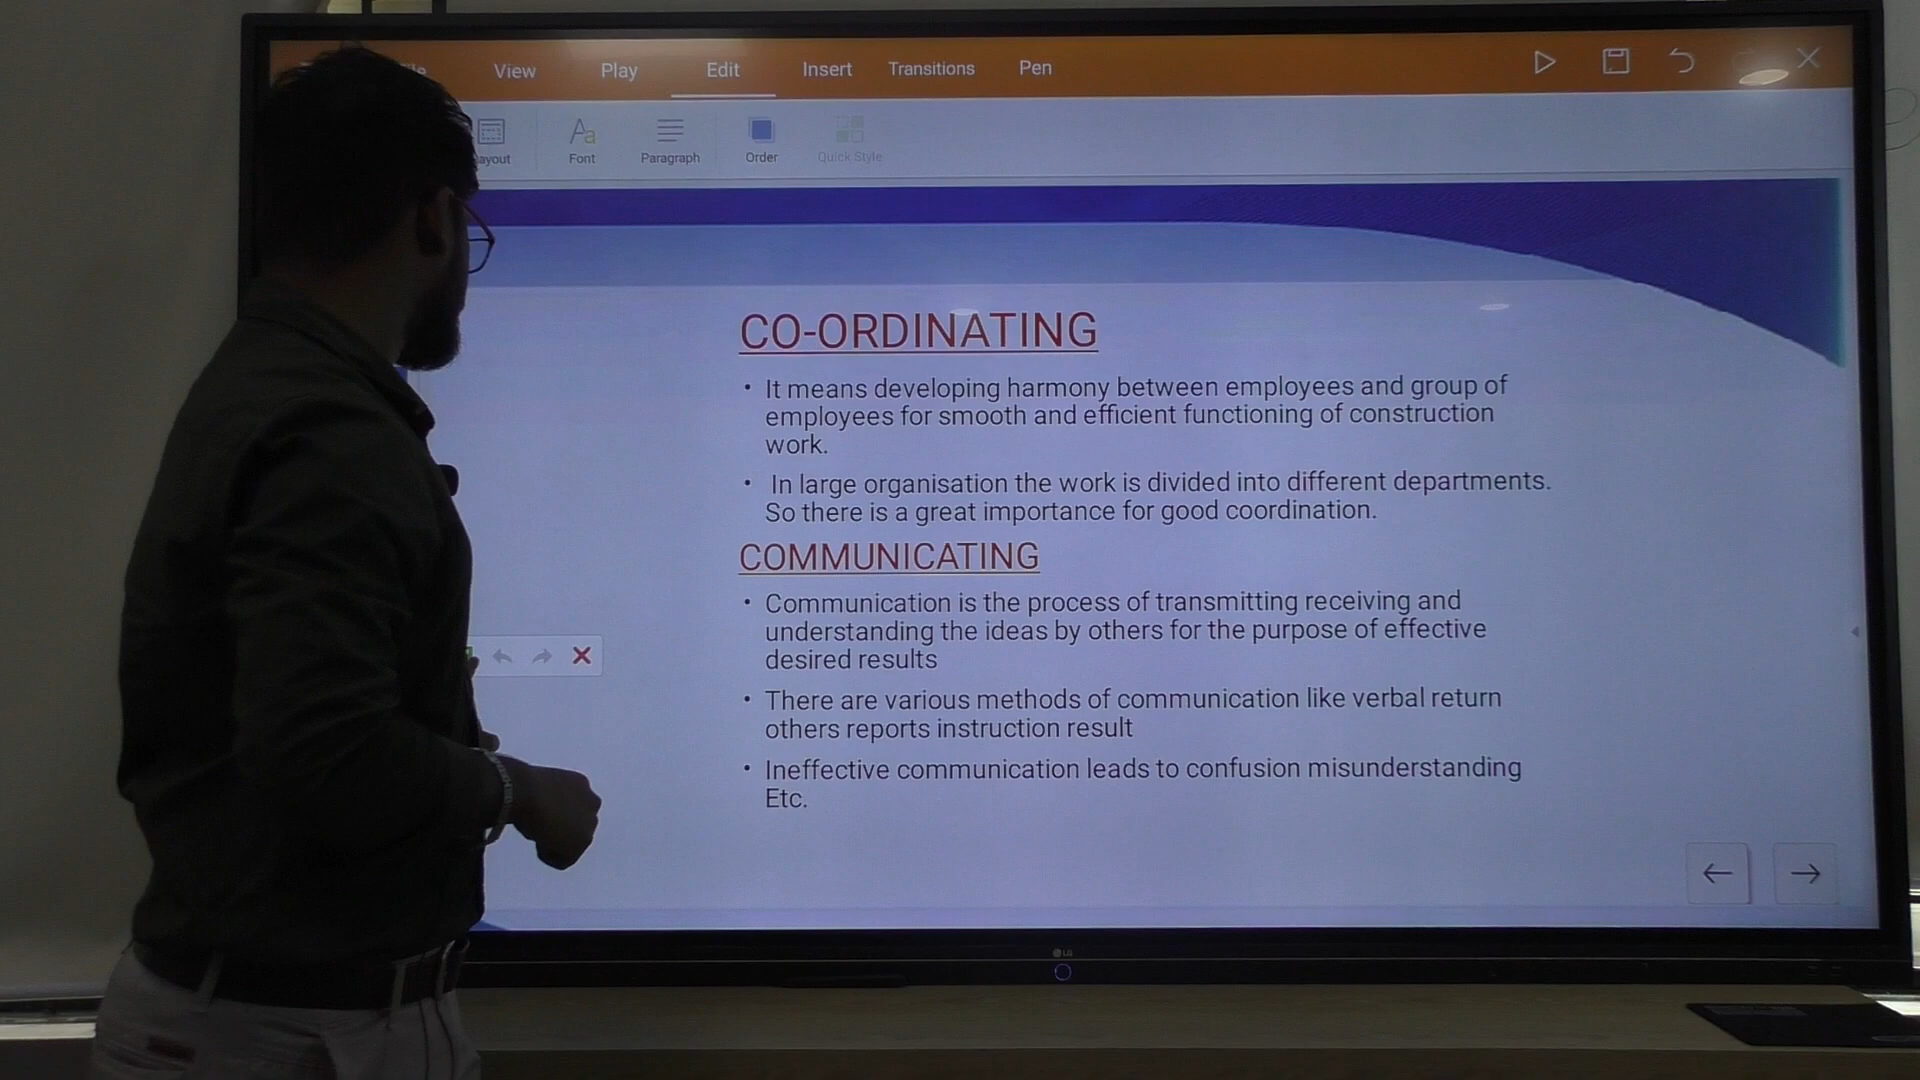 View Play Edit Insert Transitions Pen
Font Paragraph Order Quick Style
CO-ORDINATING
• It means developing harmony between employees and group of
employees for smooth and efficient functioning of construction
work.
• In large organisation the work is divided into different departments.
So there is a great importance for good coordination.
COMMUNICATING
• Communication is the process of transmitting receiving and
understanding the ideas by others for the purpose of effective
desired results
• There are various methods of communication like verbal return
others reports instruction result
• Ineffective communication leads to confusion misunderstanding
Etc.
LG